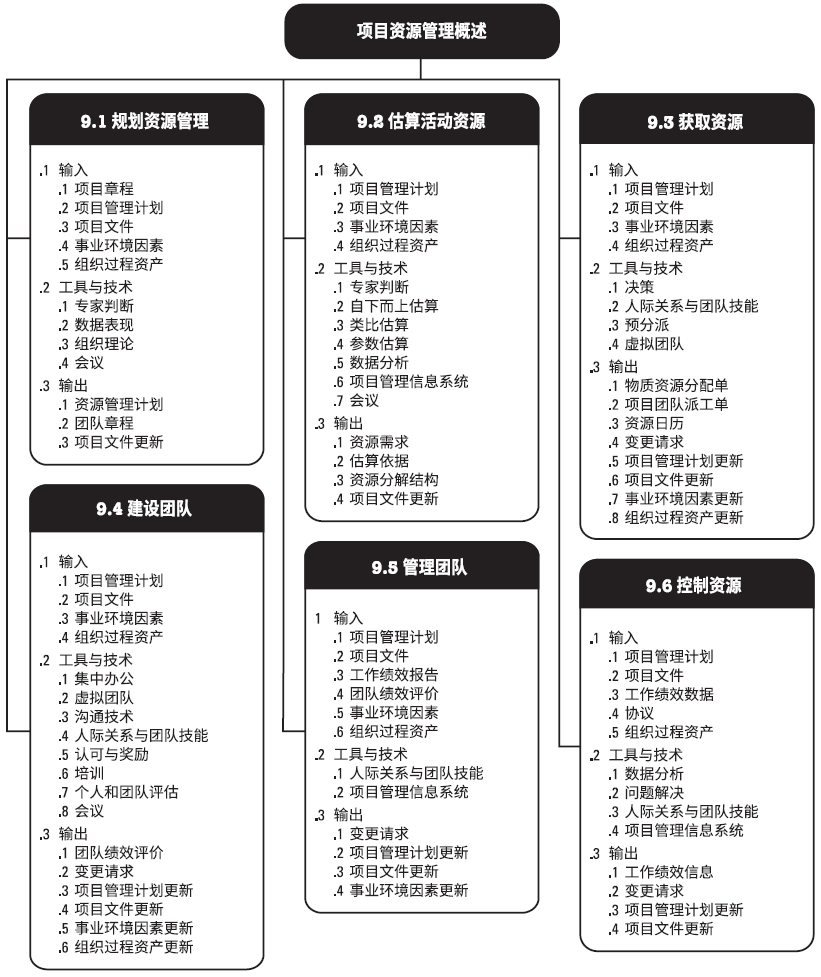 项目资源管理概述
9.1 规划资源管理
.1 输入
.1 项目章程
.2 项目管理计划
.3 项目文件
.4 事业环境因素
.5 组织过程资产
.2 工具与技术
.1 专家判断
.2 数据表现
.3 组织理论
.4 会议
.3 输出
.1 资源管理计划
.2 团队章程
.3 项目文件更新
9.2 估算活动资源
.1 输入
.1 项目管理计划
.2 项目文件
.3 事业环境因素
.4 组织过程资产
.2 工具与技术
.1 专家判断
.2 自下而上估算
.3 类比估算
.4 参数估算
.5 数据分析
.6 项目管理信息系统
.7 会议
.3 输出
.1 资源需求
.2 估算依据
.3 资源分解结构
.4 项目文件更新
9.3 获取资源
.1 输入
.1 项目管理计划
.2 项目文件
.3 事业环境因素
.4 组织过程资产
.2 工具与技术
.1 决策
.2 人际关系与团队技能
.3 预分派
.4 虚拟团队
.3 输出
.1 物质资源分配单
.2 项目团队派工单
.3 资源日历
.4 变更请求
.5 项目管理计划更新
.6 项目文件更新
.7 事业环境因素更新
.8 组织过程资产更新
9.4 建设团队
.1 输入
.1 项目管理计划
.2 项目文件
.3 事业环境因素
.4 组织过程资产
.2 工具与技术
.1 集中办公
.2 虚拟团队
.3 沟通技术
.4 人际关系与团队技能
.5 认可与奖励
.6 培训
.7 个人和团队评估
.8 会议
.3 输出
.1 团队绩效评价
.2 变更请求
.3 项目管理计划更新
.4 项目文件更新
.5 事业环境因素更新
.6 组织过程资产更新
9.5 管理团队
1 输入
.1 项目管理计划
.2 项目文件
.3 工作绩效报告
.4 团队绩效评价
.5 事业环境因素
.6 组织过程资产
.2 工具与技术
.1 人际关系与团队技能
.2 项目管理信息系统
.3 输出
.1 变更请求
.2 项目管理计划更新
.3 项目文件更新
.4 事业环境因素更新
9.6 控制资源
.1 输入
.1 项目管理计划
.2 项目文件
.3 工作绩效数据
.4 协议
.5 组织过程资产
.2 工具与技术
.1 数据分析
.2 问题解决
.3 人际关系与团队技能
.4 项目管理信息系统
.3 输出
.1 工作绩效信息
.2 变更请求
.3 项目管理计划更新
.4 项目文件更新